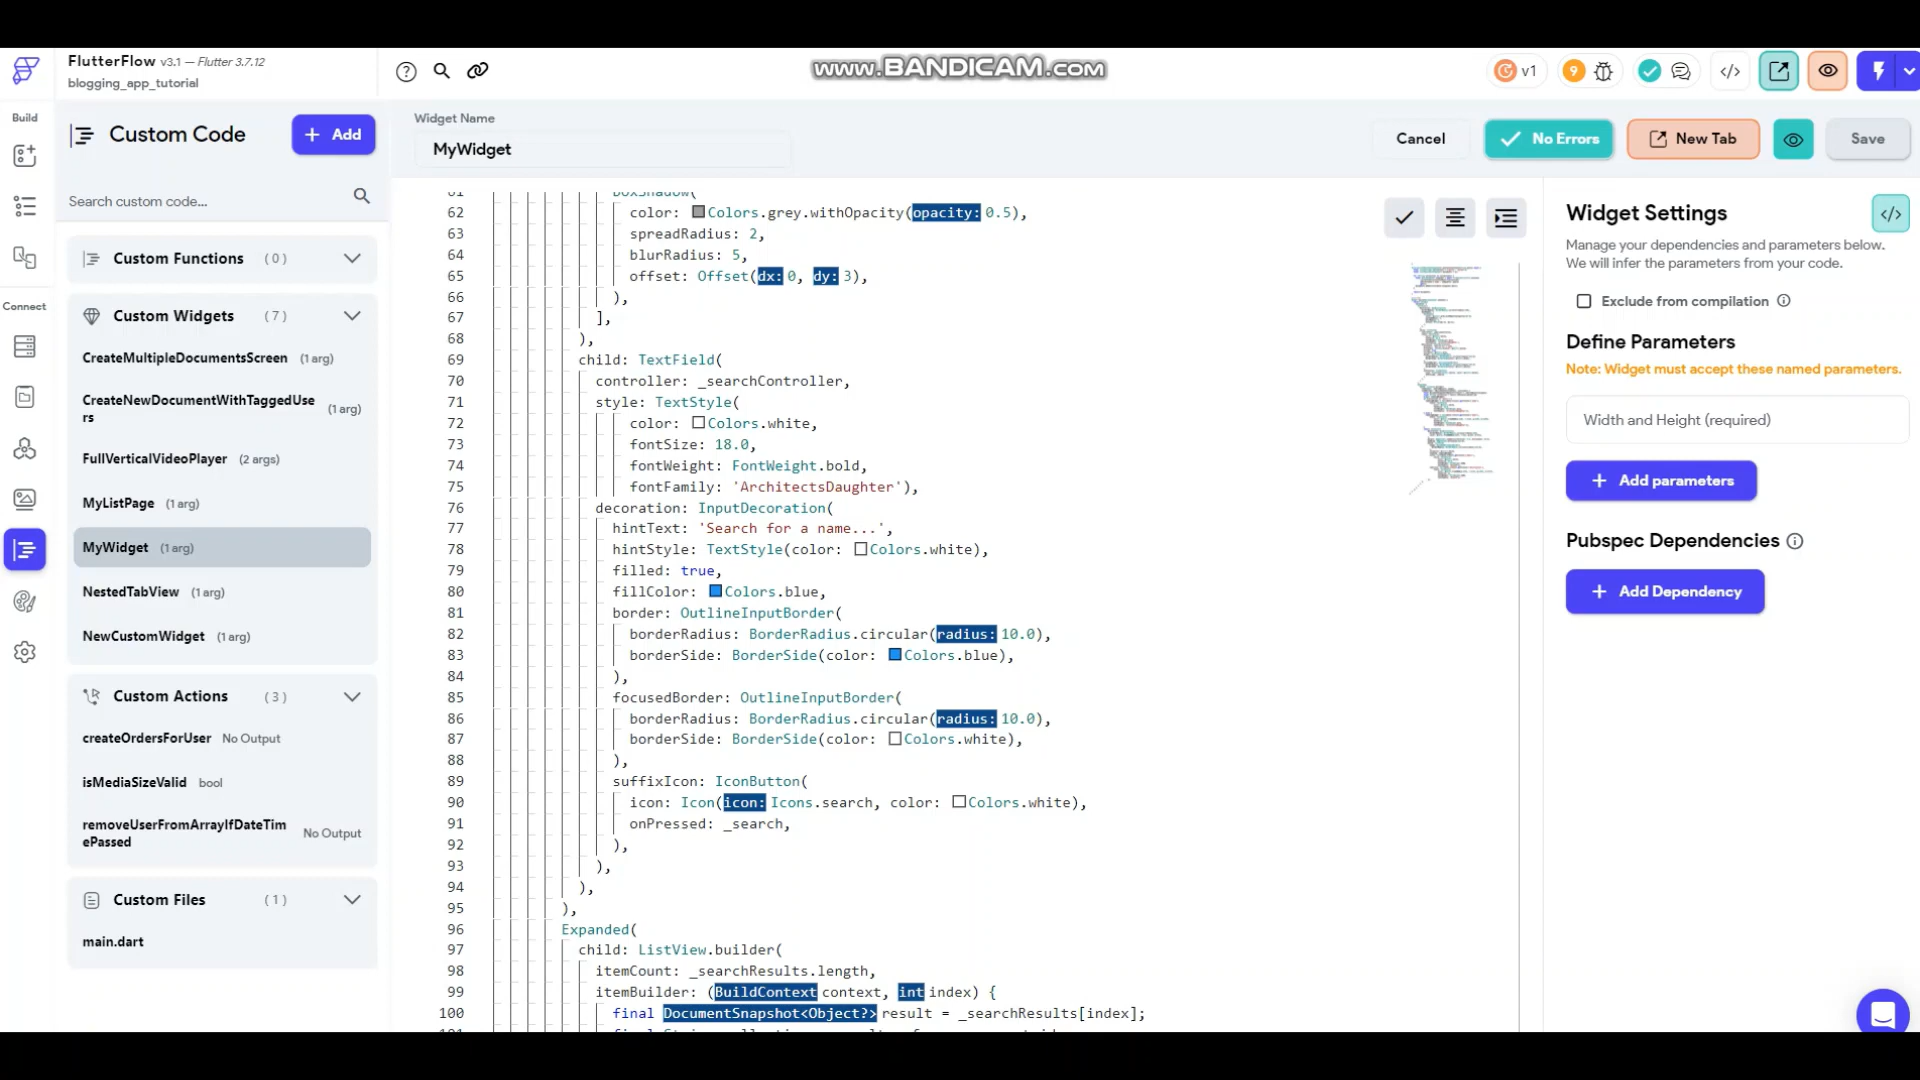 FlutterFlow v3.1 — Flutter 3.7.12
blogging_app_tutorial
www.BANDICAM.com
v1
9
Build
Connect
Custom Code
+ Add
Search custom code...
Custom Functions ( 0 )
Custom Widgets ( 7 )
CreateMultipleDocumentsScreen (1 arg)
CreateNewDocumentWithTaggedUse
rs (1 arg)
FullVerticalVideoPlayer (2 args)
MyListPage (1 arg)
MyWidget (1 arg)
NestedTabView (1 arg)
NewCustomWidget (1 arg)
Custom Actions ( 3 )
createOrdersForUser No Output
isMediaSizeValid bool
removeUserFromArrayIfDateTim
ePassed No Output
Custom Files ( 1 )
main.dart
Widget Name
MyWidget
Cancel
No Errors
New Tab
Save
61 BoxShadow(
62 color: Colors.grey.withOpacity(opacity: 0.5),
63 spreadRadius: 2,
64 blurRadius: 5,
65 offset: Offset(dx: 0, dy: 3),
66 ),
67 ],
68 ),
69 child: TextField(
70 controller: _searchController,
71 style: TextStyle(
72 color: Colors.white,
73 fontSize: 18.0,
74 fontWeight: FontWeight.bold,
75 fontFamily: 'ArchitectsDaughter'),
76 decoration: InputDecoration(
77 hintText: 'Search for a name...',
78 hintStyle: TextStyle(color: Colors.white),
79 filled: true,
80 fillColor: Colors.blue,
81 border: OutlineInputBorder(
82 borderRadius: BorderRadius.circular(radius: 10.0),
83 borderSide: BorderSide(color: Colors.blue),
84 ),
85 focusedBorder: OutlineInputBorder(
86 borderRadius: BorderRadius.circular(radius: 10.0),
87 borderSide: BorderSide(color: Colors.white),
88 ),
89 suffixIcon: IconButton(
90 icon: Icon(icon: Icons.search, color: Colors.white),
91 onPressed: _search,
92 ),
93 ),
94 ),
95 ),
96 Expanded(
97 child: ListView.builder(
98 itemCount: _searchResults.length,
99 itemBuilder: (BuildContext context, int index) {
100 final DocumentSnapshot<Object?> result = _searchResults[index];
Widget Settings
Manage your dependencies and parameters below.
We will infer the parameters from your code.
Exclude from compilation
Define Parameters
Note: Widget must accept these named parameters.
Width and Height (required)
+ Add parameters
Pubspec Dependencies
+ Add Dependency